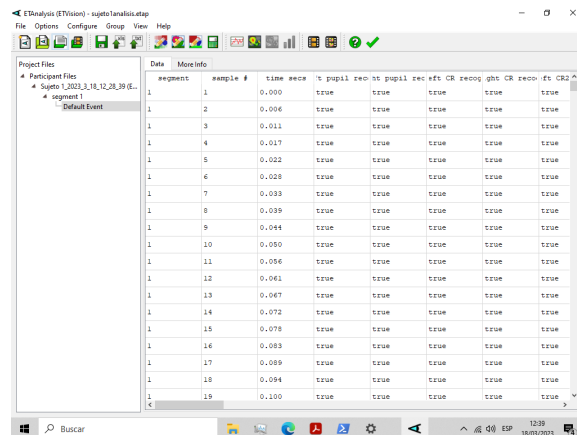 ETAnalysis (ETVision) - sujeto1analisis.etap
File Options Configure Group View Help
Project Files
Participant Files
Sujeto 1_2023_3_18_12_28_39 (E...
segment 1
Default Event
Data More Info
segment sample # time secs 't pupil reco nt pupil rec eft CR recog ight CR reco ft CR2
1 1 0.000 true true true true true
1 2 0.006 true true true true true
1 3 0.011 true true true true true
1 4 0.017 true true true true true
1 5 0.022 true true true true true
1 6 0.028 true true true true true
1 7 0.033 true true true true true
1 8 0.039 true true true true true
1 9 0.044 true true true true true
1 10 0.050 true true true true true
1 11 0.056 true true true true true
1 12 0.061 true true true true true
1 13 0.067 true true true true true
1 14 0.072 true true true true true
1 15 0.078 true true true true true
1 16 0.083 true true true true true
1 17 0.089 true true true true true
1 18 0.094 true true true true true
1 19 0.100 true true true true true
Buscar
ESP
12:39
18/03/2023